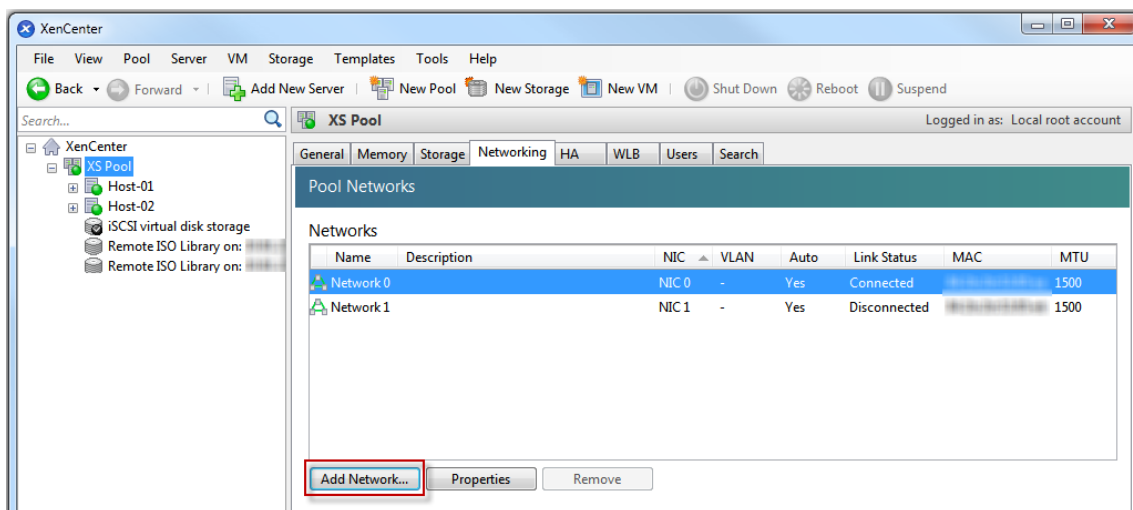 XenCenter
File View Pool Server VM Storage Templates Tools Help
Back Forward Add New Server New Pool New Storage New VM Shut Down Reboot Suspend
Search...
XS Pool Logged in as: Local root account
XenCenter
XS Pool
Host-01
Host-02
iSCSI virtual disk storage
Remote ISO Library on:
Remote ISO Library on:
General Memory Storage Networking HA WLB Users Search
Pool Networks
Networks
Name Description NIC VLAN Auto Link Status MAC MTU
Network 0 NIC 0 - Yes Connected 1500
Network 1 NIC 1 - Yes Disconnected 1500
Add Network... Properties Remove